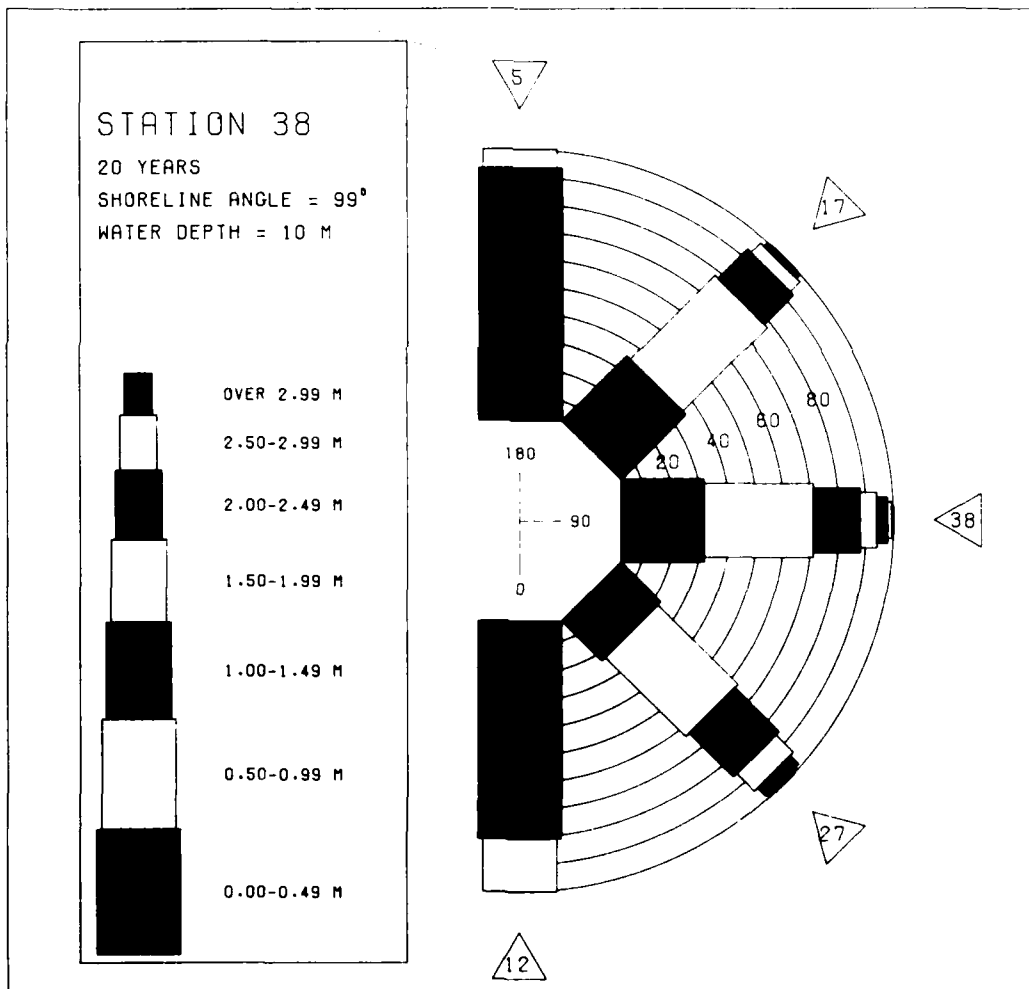 STATION 38
20 YEARS
SHORELINE ANGLE = 99°
WATER DEPTH = 10 M
OVER 2.99 M
2.50-2.99 M
2.00-2.49 M
1.50-1.99 M
1.00-1.49 M
0.50-0.99 M
0.00-0.49 M
5
17
80
60
40
20
180
90
0
38
27
12